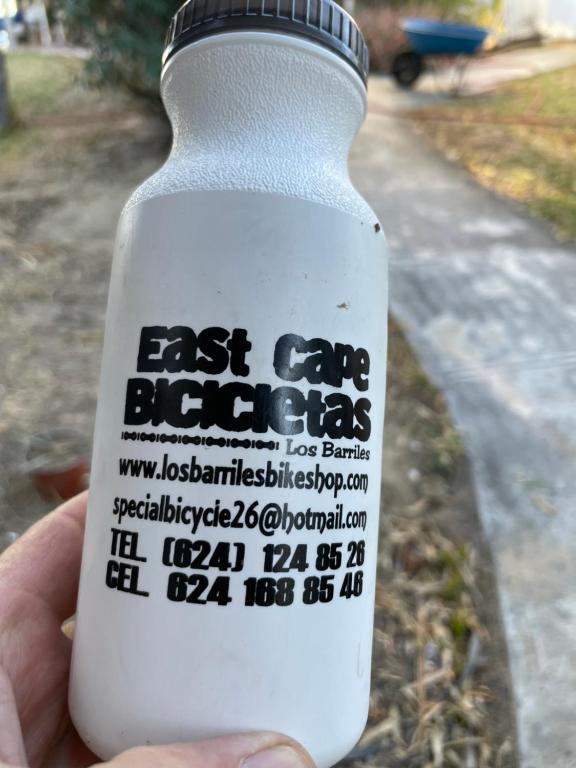 East Cape
BICICletas
Los Barriles
www.losbarrilesbikeshop.com
specialbicycle26@hotmail.com
TEL. (624) 124 85 26
CEL. 624 168 85 46